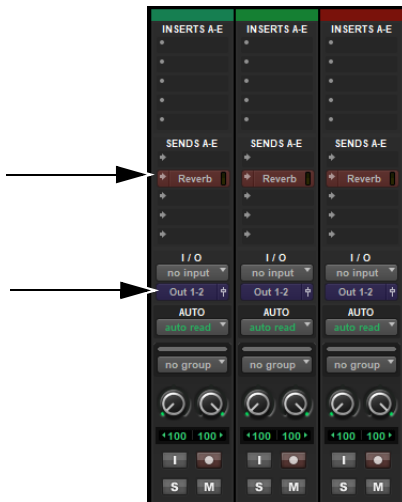 INSERTS A-E INSERTS A-E INSERTS A-E
SENDS A-E SENDS A-E SENDS A-E
Reverb Reverb Reverb
I / O I / O I / O
no input no input no input
Out 1-2 Out 1-2 Out 1-2
AUTO AUTO AUTO
auto read auto read auto read
no group no group no group
100 100 100 100 100 100
I I I
S M S M S M